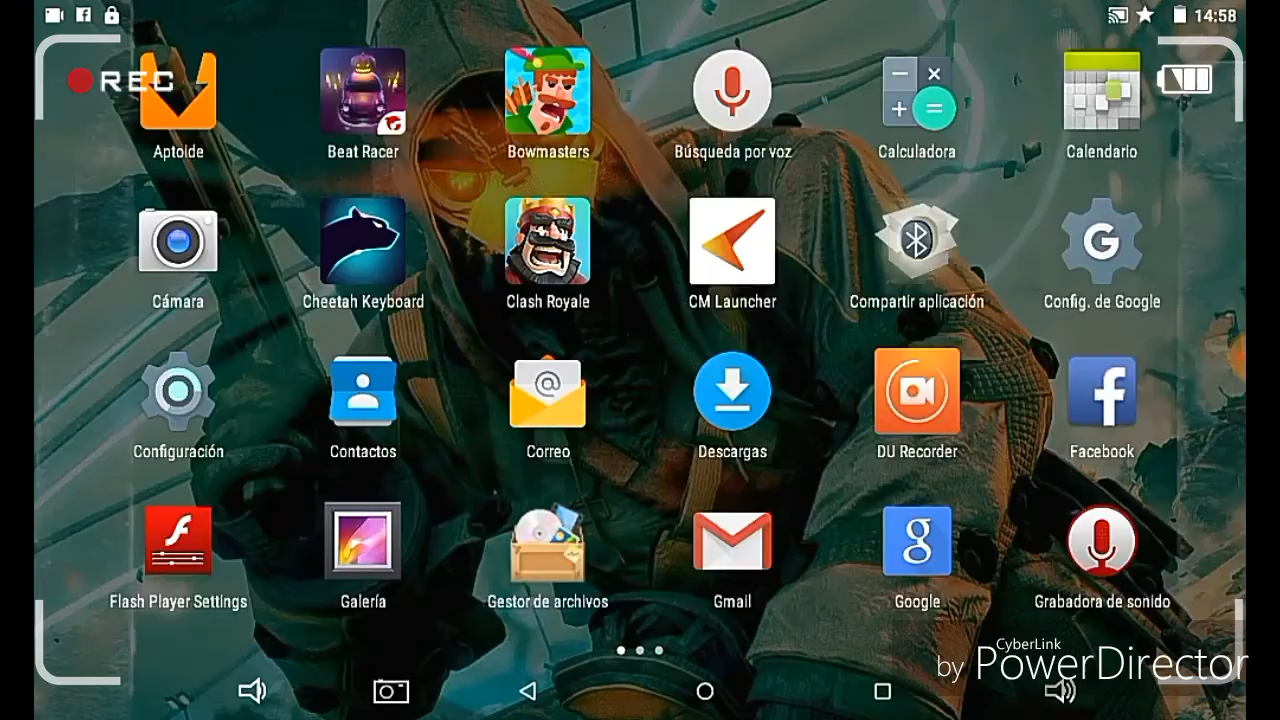 14:58
REC
Aptoide
Beat Racer
Bowmasters
Búsqueda por voz
Calculadora
Calendario
Cámara
Cheetah Keyboard
Clash Royale
CM Launcher
Compartir aplicación
Config. de Google
Configuración
Contactos
Correo
Descargas
DU Recorder
Facebook
Flash Player Settings
Galería
Gestor de archivos
Gmail
Google
Grabadora de sonido
CyberLink
by PowerDirector